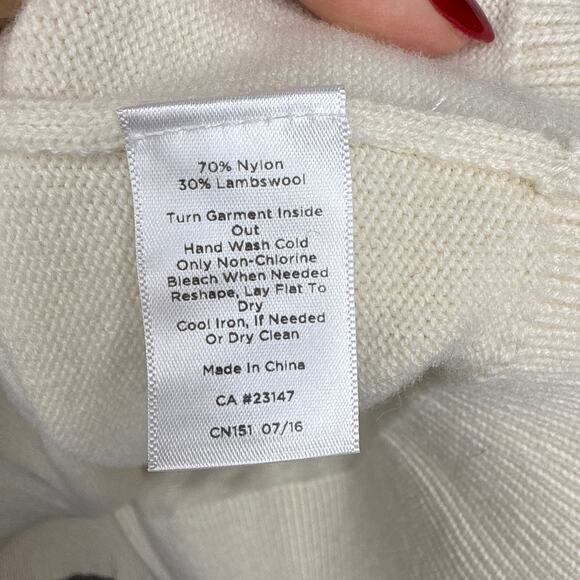 70% Nylon
30% Lambswool
Turn Garment Inside
Out
Hand Wash Cold
Only Non-Chlorine
Bleach When Needed
Reshape, Lay Flat To
Dry
Cool Iron, If Needed
Or Dry Clean
Made In China
CA #23147
CN151 07/16